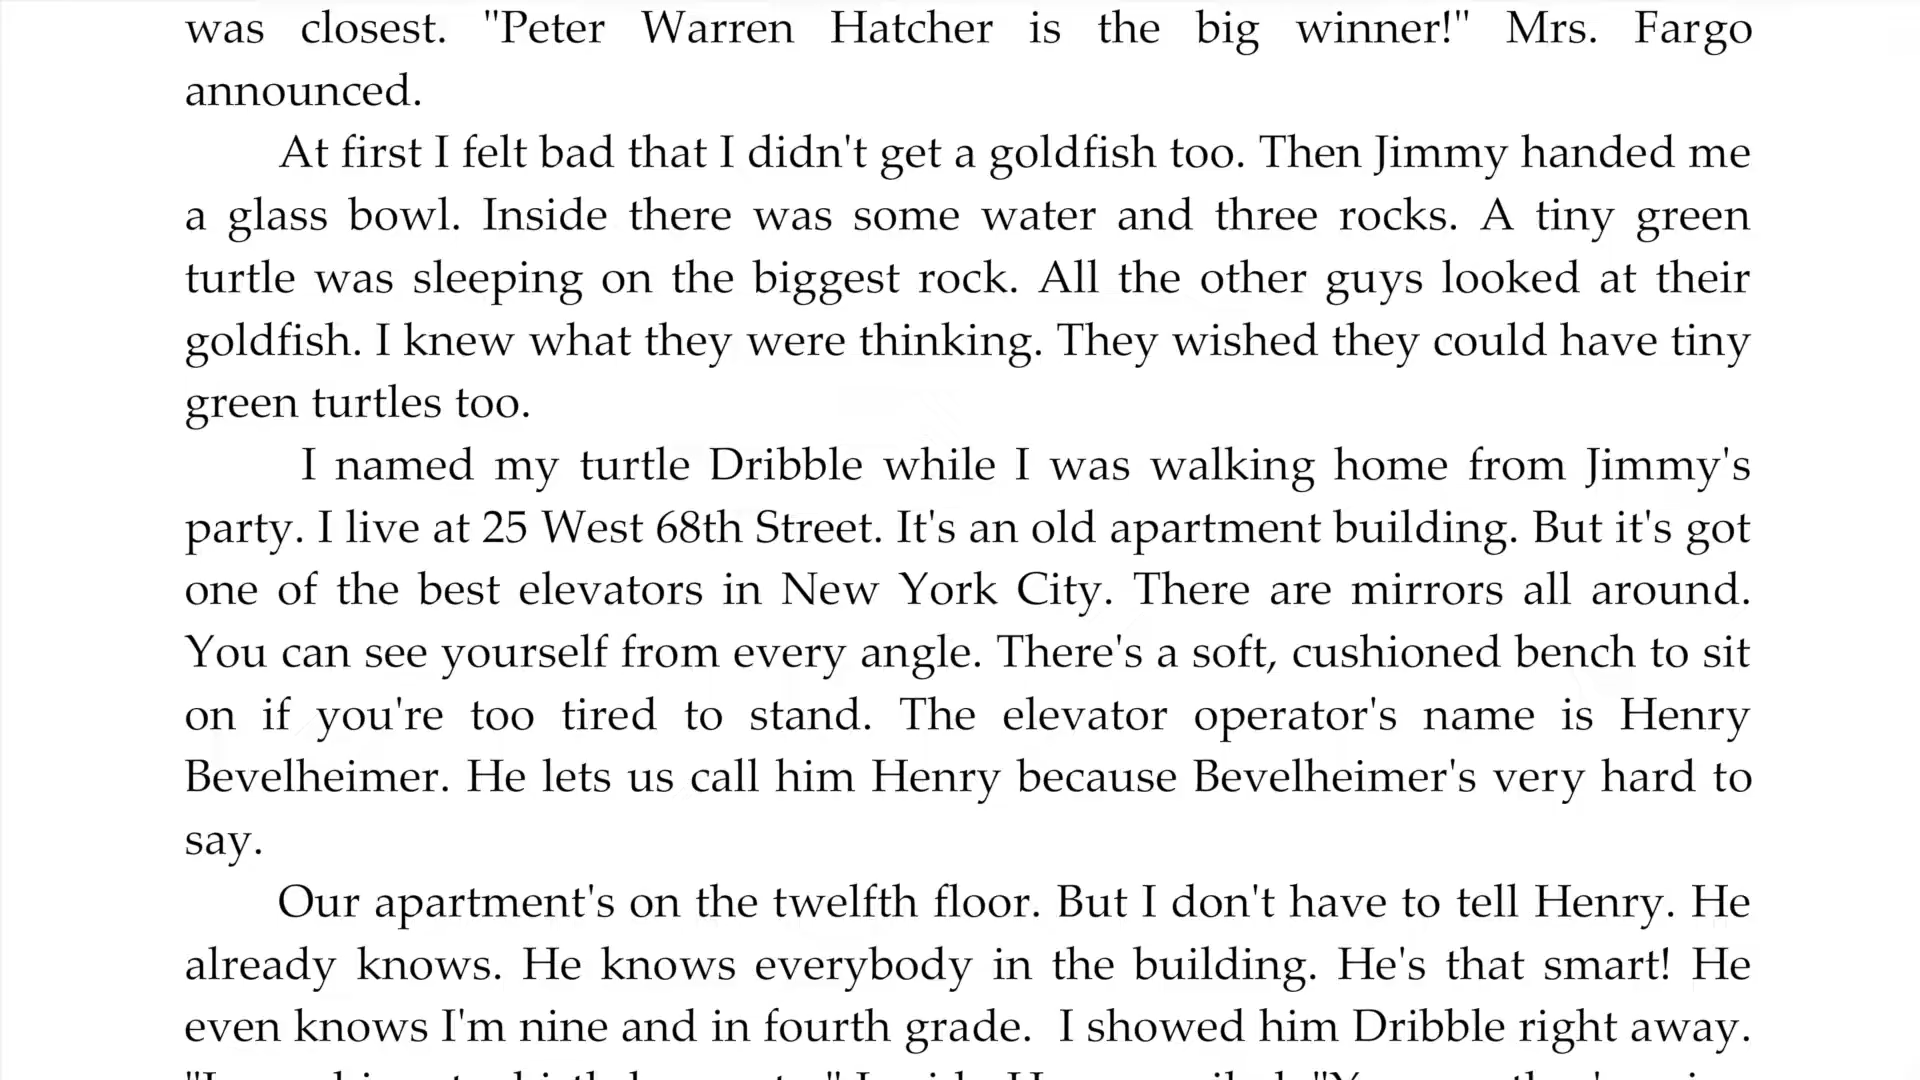 was closest. "Peter Warren Hatcher is the big winner!" Mrs. Fargo
announced.
At first I felt bad that I didn't get a goldfish too. Then Jimmy handed me
a glass bowl. Inside there was some water and three rocks. A tiny green
turtle was sleeping on the biggest rock. All the other guys looked at their
goldfish. I knew what they were thinking. They wished they could have tiny
green turtles too.
I named my turtle Dribble while I was walking home from Jimmy's
party. I live at 25 West 68th Street. It's an old apartment building. But it's got
one of the best elevators in New York City. There are mirrors all around.
You can see yourself from every angle. There's a soft, cushioned bench to sit
on if you're too tired to stand. The elevator operator's name is Henry
Bevelheimer. He lets us call him Henry because Bevelheimer's very hard to
say.
Our apartment's on the twelfth floor. But I don't have to tell Henry. He
already knows. He knows everybody in the building. He's that smart! He
even knows I'm nine and in fourth grade. I showed him Dribble right away.